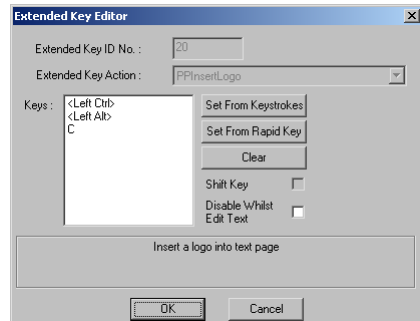 Extended Key Editor
Extended Key ID No. : 20
Extended Key Action : PPInsertLogo
Keys :
<Left Ctrl>
<Left Alt>
C
Set From Keystrokes
Set From Rapid Key
Clear
Shift Key
Disable Whilst
Edit Text
Insert a logo into text page
OK Cancel